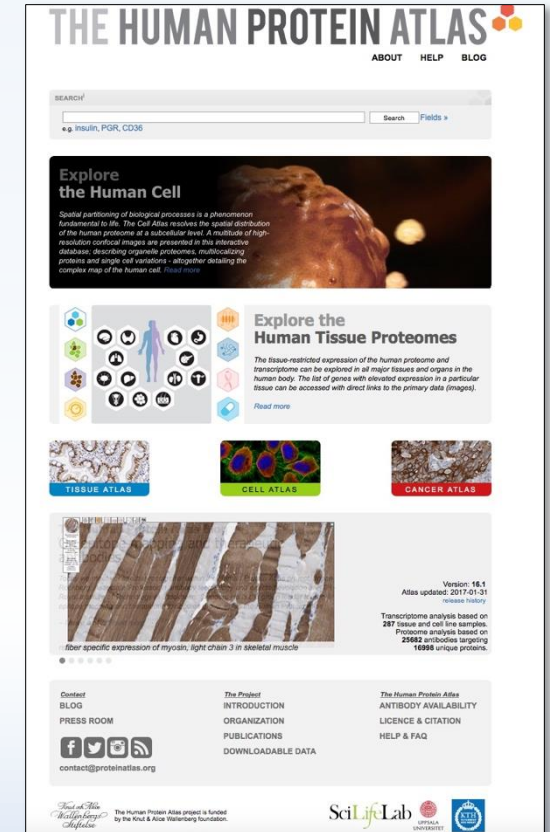 THE HUMAN PROTEIN ATLAS
ABOUT HELP BLOG
SEARCH
Search Fields »
e.g. insulin, PGR, CD36
Explore
the Human Cell
Spatial partitioning of biological processes is a phenomenon
fundamental to life. The Cell Atlas resolves the spatial distribution
of the human proteome at a subcellular level. A multitude of high-
resolution confocal images are presented in this interactive
database; describing organelle proteomes, multilocalizing
proteins and single cell variations - altogether detailing the
complex map of the human cell. Read more
Explore the
Human Tissue Proteomes
The tissue-restricted expression of the human proteome and
transcriptome can be explored in all major tissues and organs in the
human body. The list of genes with elevated expression in a particular
tissue can be accessed with direct links to the primary data (images).
Read more
TISSUE ATLAS
CELL ATLAS
CANCER ATLAS
fiber specific expression of myosin, light chain 3 in skeletal muscle
Version: 16.1
Atlas updated: 2017-01-31
release history
Transcriptome analysis based on
287 tissue and cell line samples.
Proteome analysis based on
25682 antibodies targeting
16998 unique proteins.
Contact
BLOG
PRESS ROOM
contact@proteinatlas.org
The Project
INTRODUCTION
ORGANIZATION
PUBLICATIONS
DOWNLOADABLE DATA
The Human Protein Atlas
ANTIBODY AVAILABILITY
LICENCE & CITATION
HELP & FAQ
Knut och Alice
Wallenbergs
Stiftelse
The Human Protein Atlas project is funded
by the Knut & Alice Wallenberg foundation.
SciLifeLab
UPPSALA
UNIVERSITET
KTH